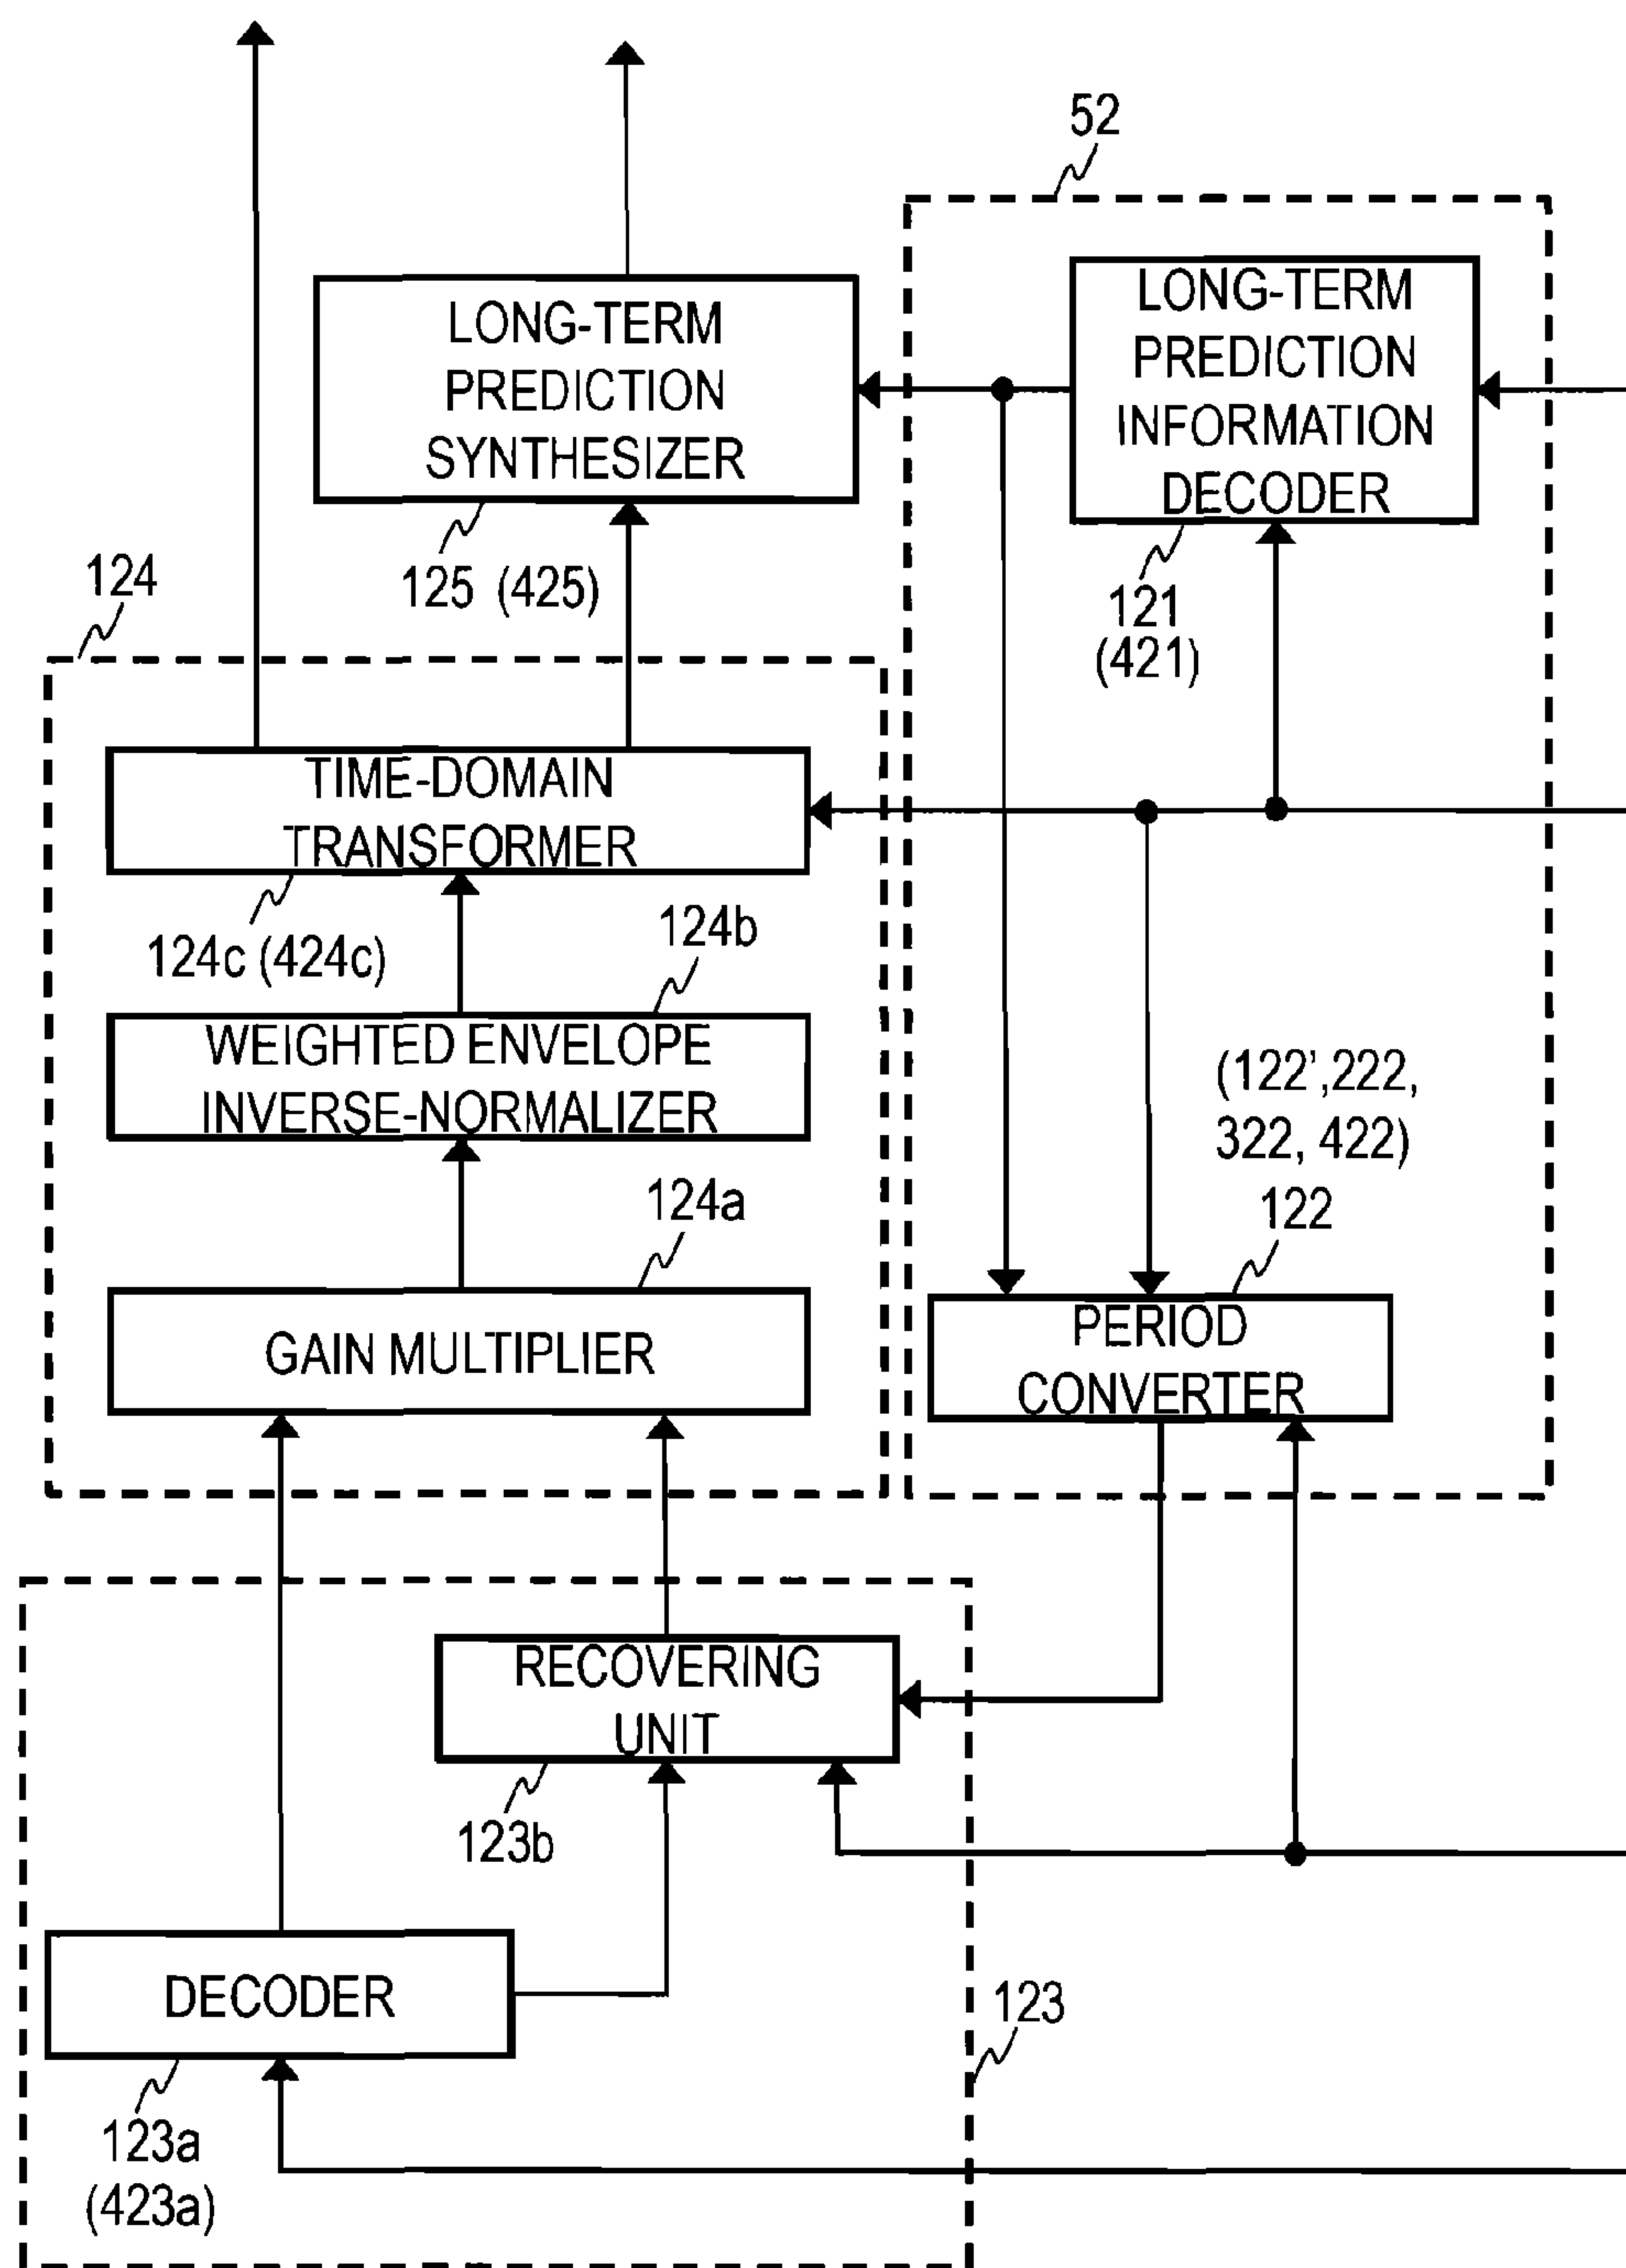 52
LONG-TERM
PREDICTION
SYNTHESIZER
LONG-TERM
PREDICTION
INFORMATION
DECODER
125 (425)
121
(421)
124
TIME-DOMAIN
TRANSFORMER
124c (424c)
124b
WEIGHTED ENVELOPE
INVERSE-NORMALIZER
(122',222,
322, 422)
122
124a
GAIN MULTIPLIER
PERIOD
CONVERTER
RECOVERING
UNIT
123b
DECODER
123
123a
(423a)